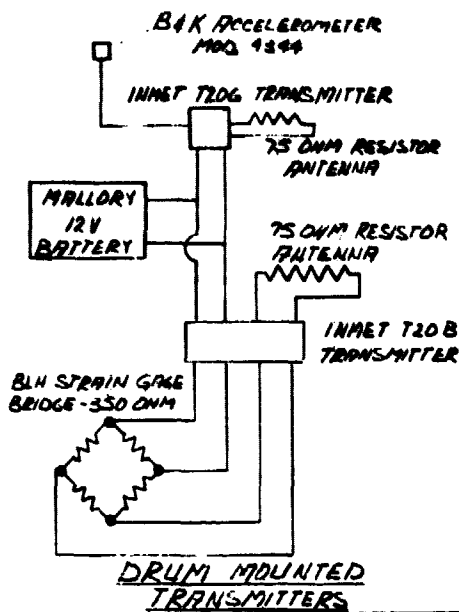 B&K ACCELEROMETER
MOD 4344
INMET T20G TRANSMITTER
75 OHM RESISTOR
ANTENNA
MALLORY
12V
BATTERY
75 OHM RESISTOR
ANTENNA
INMET T20B
TRANSMITTER
BLH STRAIN GAGE
BRIDGE-350 OHM
DRUM MOUNTED
TRANSMITTERS